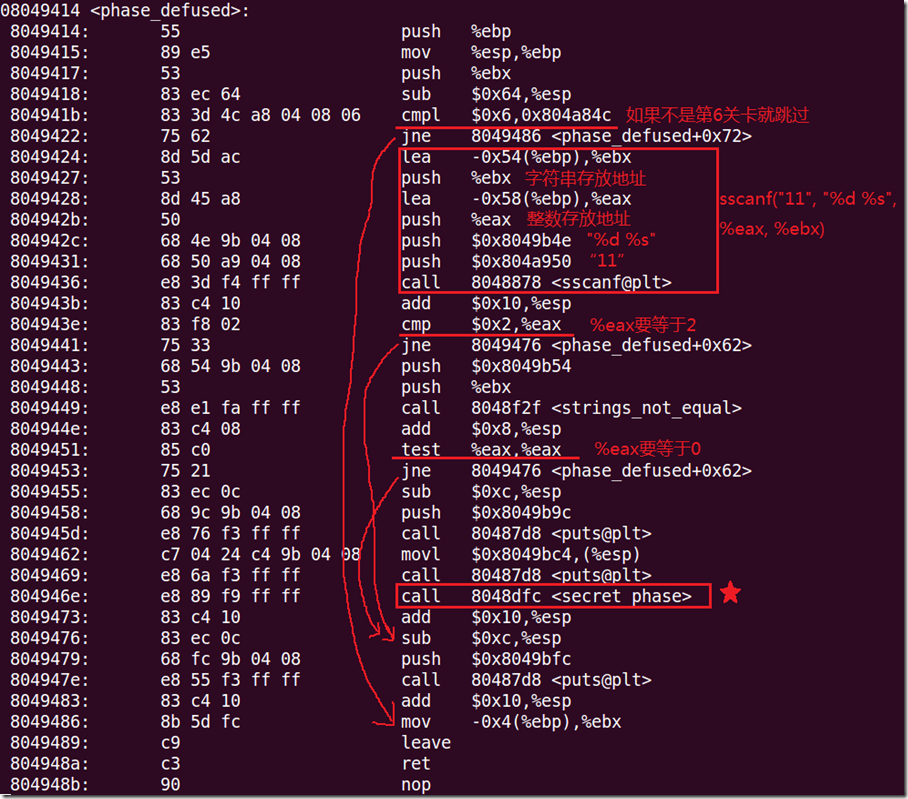 08049414 <phase_defused>:
8049414: 55 push %ebp
8049415: 89 e5 mov %esp,%ebp
8049417: 53 push %ebx
8049418: 83 ec 64 sub $0x64,%esp
804941b: 83 3d 4c a8 04 08 06 cmpl $0x6,0x804a84c 如果不是第6关卡就跳过
8049422: 75 62 jne 8049486 <phase_defused+0x72>
8049424: 8d 5d ac lea -0x54(%ebp),%ebx
8049427: 53 push %ebx 字符串存放地址
8049428: 8d 45 a8 lea -0x58(%ebp),%eax sscanf("11", "%d %s",
804942b: 50 push %eax 整数存放地址 %eax, %ebx)
804942c: 68 4e 9b 04 08 push $0x8049b4e "%d %s"
8049431: 68 50 a9 04 08 push $0x804a950 “11”
8049436: e8 3d f4 ff ff call 8048878 <sscanf@plt>
804943b: 83 c4 10 add $0x10,%esp
804943e: 83 f8 02 cmp $0x2,%eax %eax要等于2
8049441: 75 33 jne 8049476 <phase_defused+0x62>
8049443: 68 54 9b 04 08 push $0x8049b54
8049448: 53 push %ebx
8049449: e8 e1 fa ff ff call 8048f2f <strings_not_equal>
804944e: 83 c4 08 add $0x8,%esp
8049451: 85 c0 test %eax,%eax %eax要等于0
8049453: 75 21 jne 8049476 <phase_defused+0x62>
8049455: 83 ec 0c sub $0xc,%esp
8049458: 68 9c 9b 04 08 push $0x8049b9c
804945d: e8 76 f3 ff ff call 80487d8 <puts@plt>
8049462: c7 04 24 c4 9b 04 08 movl $0x8049bc4,(%esp)
8049469: e8 6a f3 ff ff call 80487d8 <puts@plt>
804946e: e8 89 f9 ff ff call 8048dfc <secret_phase>
8049473: 83 c4 10 add $0x10,%esp
8049476: 83 ec 0c sub $0xc,%esp
8049479: 68 fc 9b 04 08 push $0x8049bfc
804947e: e8 55 f3 ff ff call 80487d8 <puts@plt>
8049483: 83 c4 10 add $0x10,%esp
8049486: 8b 5d fc mov -0x4(%ebp),%ebx
8049489: c9 leave
804948a: c3 ret
804948b: 90 nop